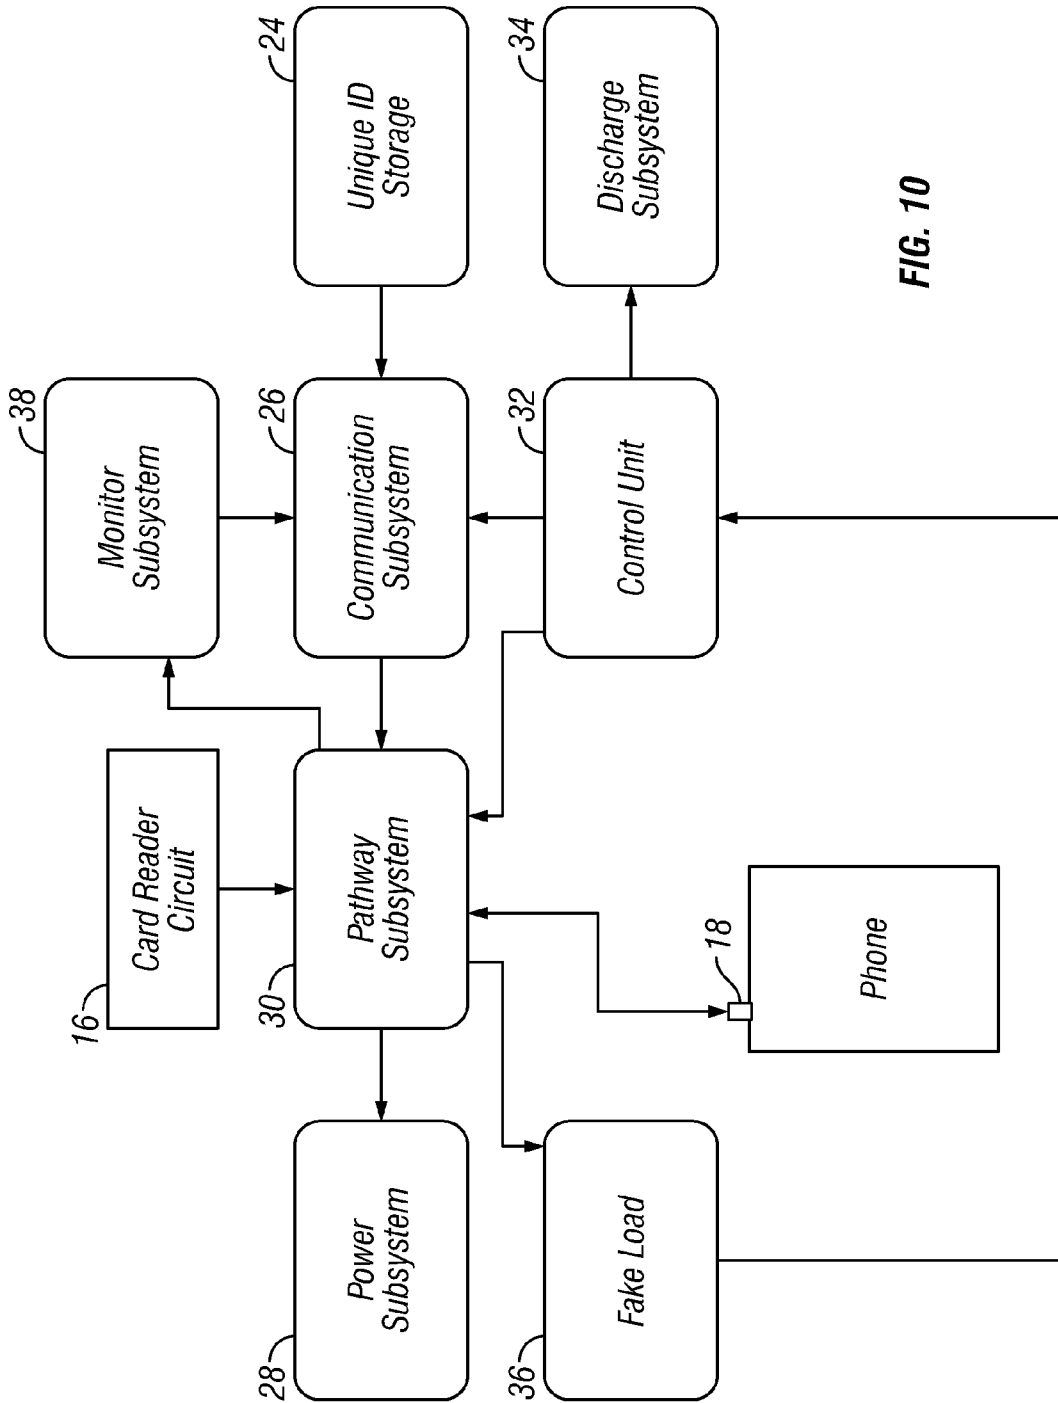 38
Monitor
Subsystem
16
Card Reader
Circuit
24
Unique ID
Storage
26
Communication
Subsystem
30
Pathway
Subsystem
28
Power
Subsystem
34
Discharge
Subsystem
32
Control Unit
36
Fake Load
18
Phone
FIG. 10